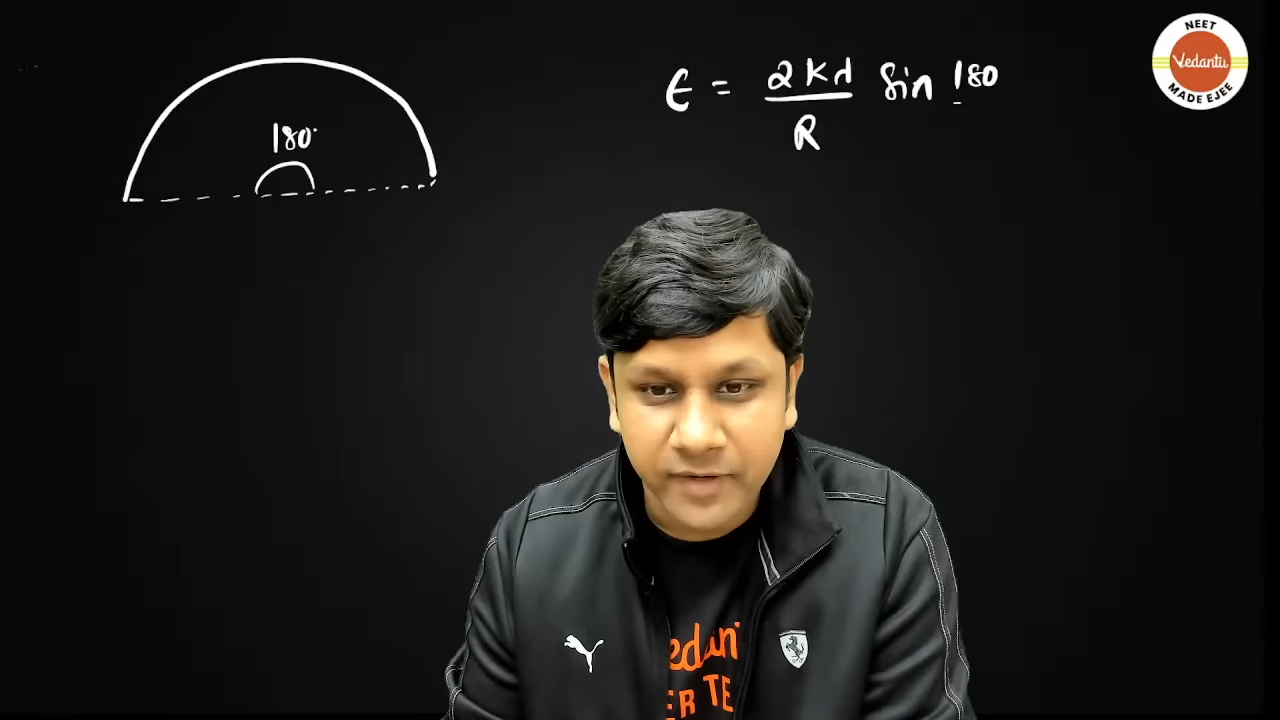 180°
E = 2Kλ / R sin 180
NEET
Vedantu
MADE EJEE
edant
ER TE